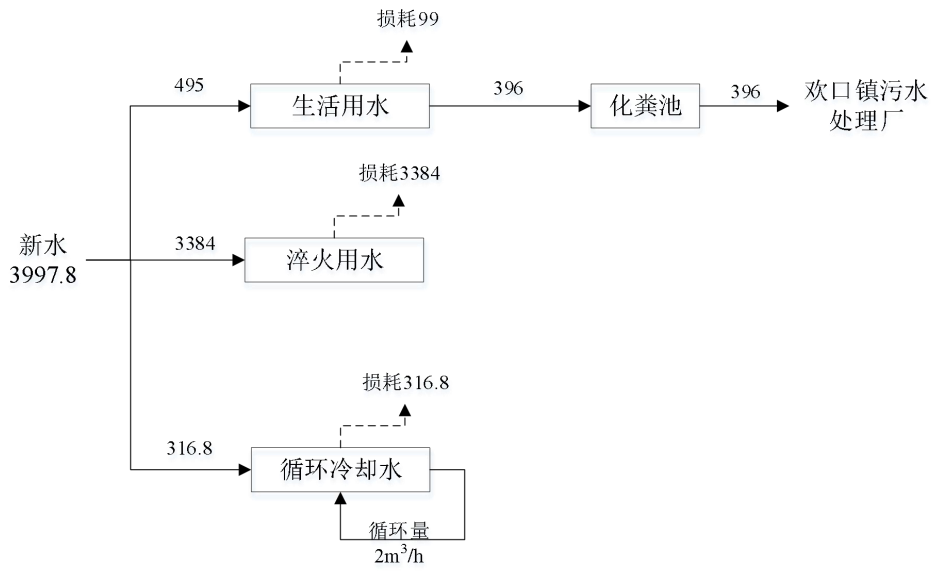 损耗99
495
生活用水
396
化粪池
396
欢口镇污水
处理厂
损耗3384
新水
3997.8
3384
淬火用水
损耗316.8
316.8
循环冷却水
循环量
2m³/h